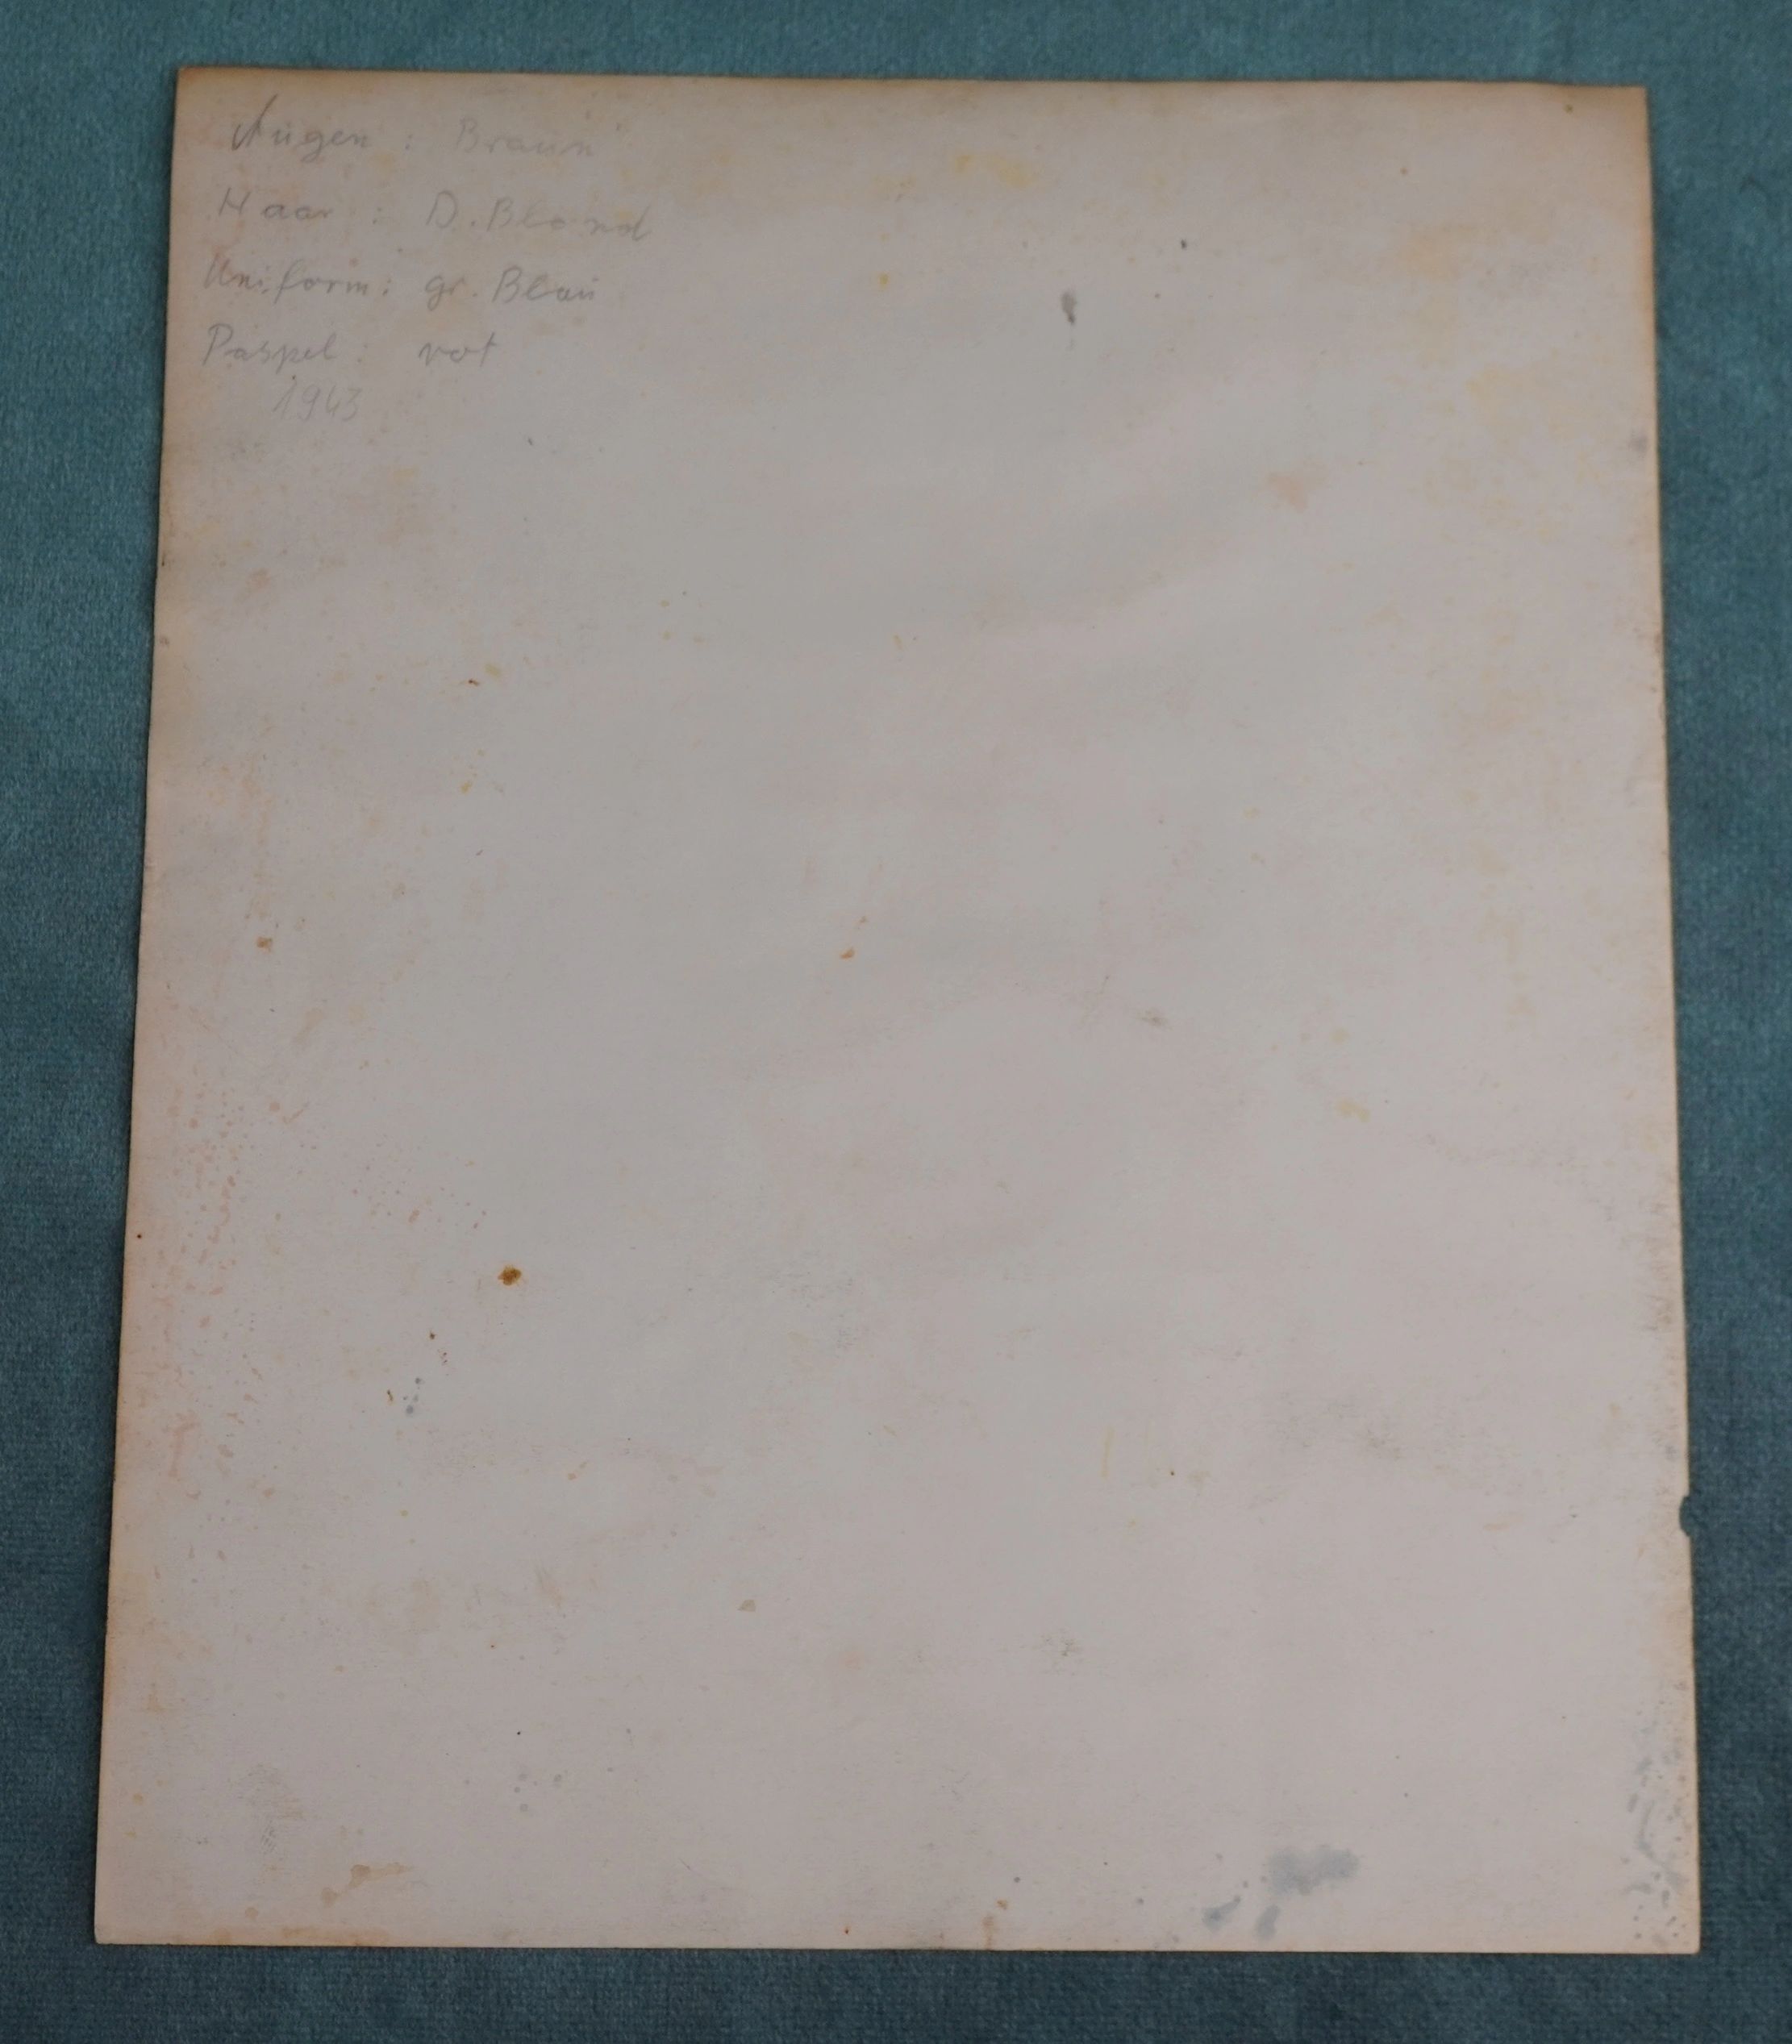 Augen : Braun
Haar : D. Blond
Uniform : gr. Blau
Paspel : rot
1943